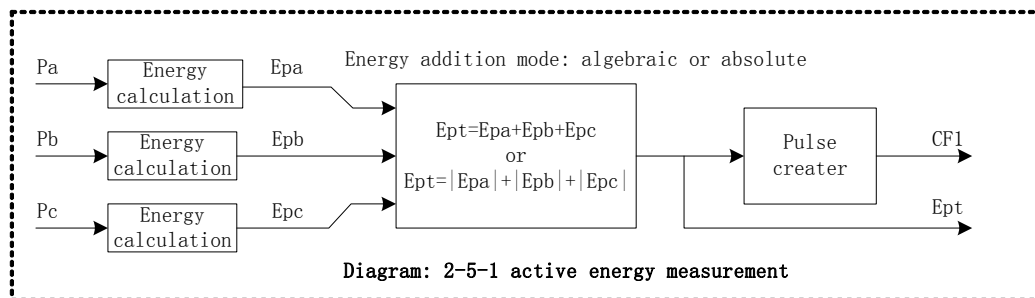 Energy addition mode: algebraic or absolute
Pa
Energy
calculation
Epa
Pb
Energy
calculation
Epb
Pc
Energy
calculation
Epc
Ept=Epa+Epb+Epc
or
Ept=|Epa|+|Epb|+|Epc|
Pulse
creater
CF1
Ept
Diagram: 2-5-1 active energy measurement